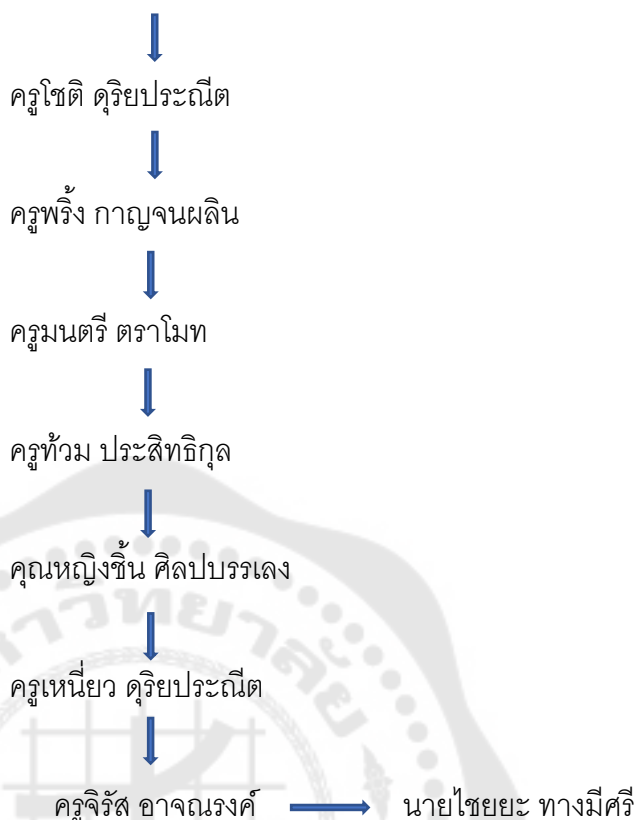 ครูโชติ ดุริยประณีต
ครูพริ้ง กาญจนผลิน
ครูมนตรี ตราโมท
ครูท้วม ประสิทธิกุล
คุณหญิงชิ้น ศิลปบรรเลง
ครูเหนี่ยว ดุริยประณีต
ครูจิรัส อาจณรงค์ นายไชยยะ ทางมีศรี